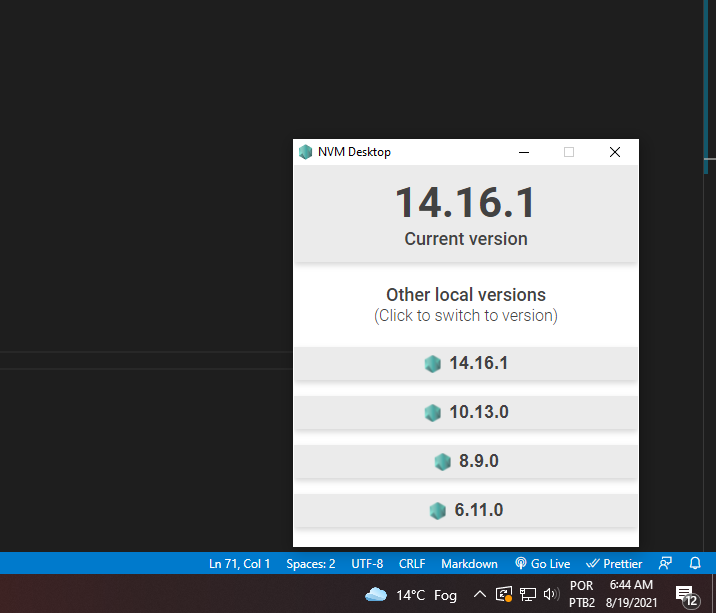 NVM Desktop
14.16.1
Current version
Other local versions
(Click to switch to version)
14.16.1
10.13.0
8.9.0
6.11.0
Ln 71, Col 1 Spaces: 2 UTF-8 CRLF Markdown Go Live Prettier
14°C Fog POR 6:44 AM
PTB2 8/19/2021 12